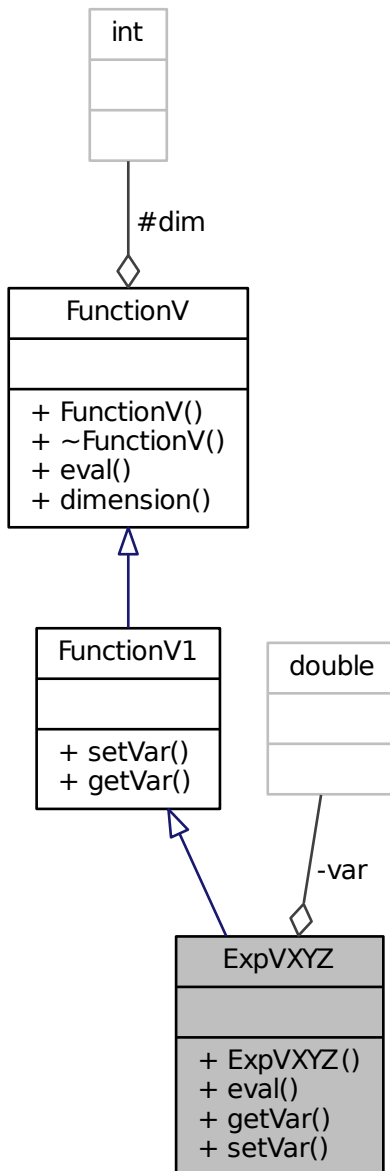 int
#dim
FunctionV
+ FunctionV()
+ ~FunctionV()
+ eval()
+ dimension()
FunctionV1
+ setVar()
+ getVar()
double
-var
ExpVXYZ
+ ExpVXYZ()
+ eval()
+ getVar()
+ setVar()